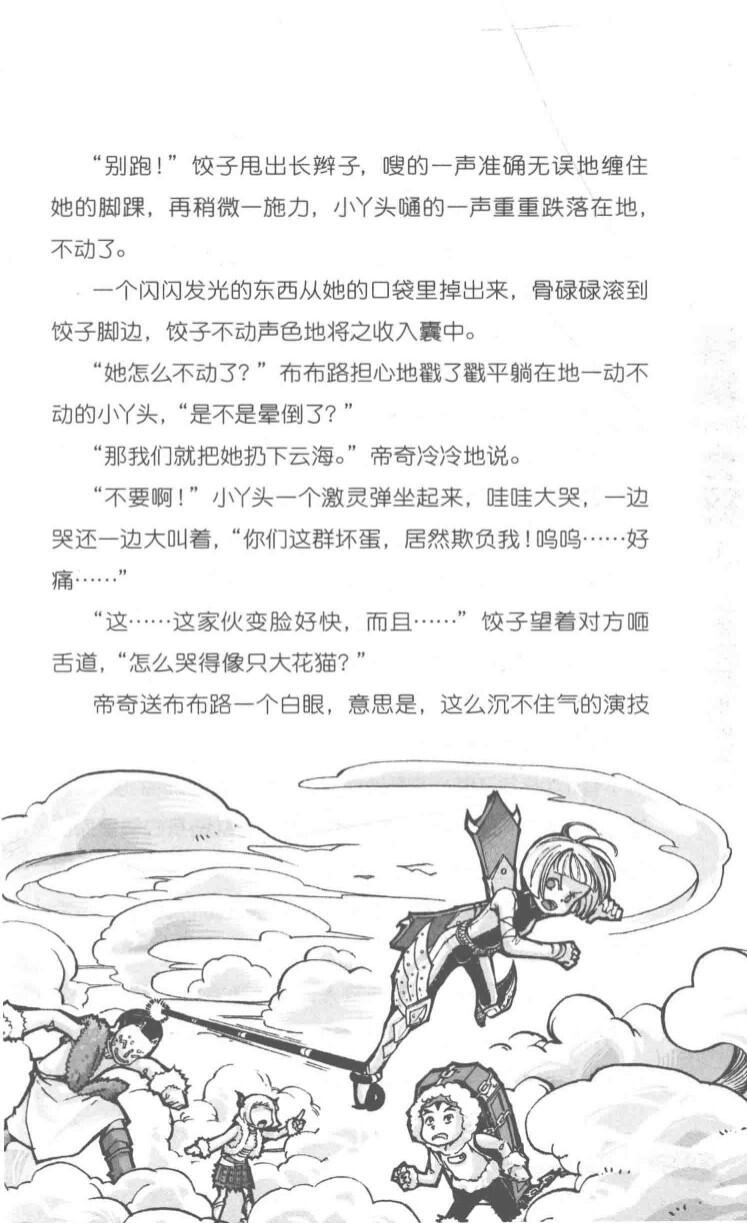 “别跑！”饺子甩出长辫子，嗖的一声准确无误地缠住
她的脚踝，再稍微一施力，小丫头嗵的一声重重跌落在地，
不动了。
一个闪闪发光的东西从她的口袋里掉出来，骨碌碌滚到
饺子脚边，饺子不动声色地将之收入囊中。
“她怎么不动了？”布布路担心地戳了戳平躺在地一动不
动的小丫头，“是不是晕倒了？”
“那我们就把她扔下云海。”帝奇冷冷地说。
“不要啊！”小丫头一个激灵弹坐起来，哇哇大哭，一边
哭还一边大叫着，“你们这群坏蛋，居然欺负我！呜呜……好
痛……”
“这……这家伙变脸好快，而且……”饺子望着对方咂
舌道，“怎么哭得像只大花猫？”
帝奇送布布路一个白眼，意思是，这么沉不住气的演技